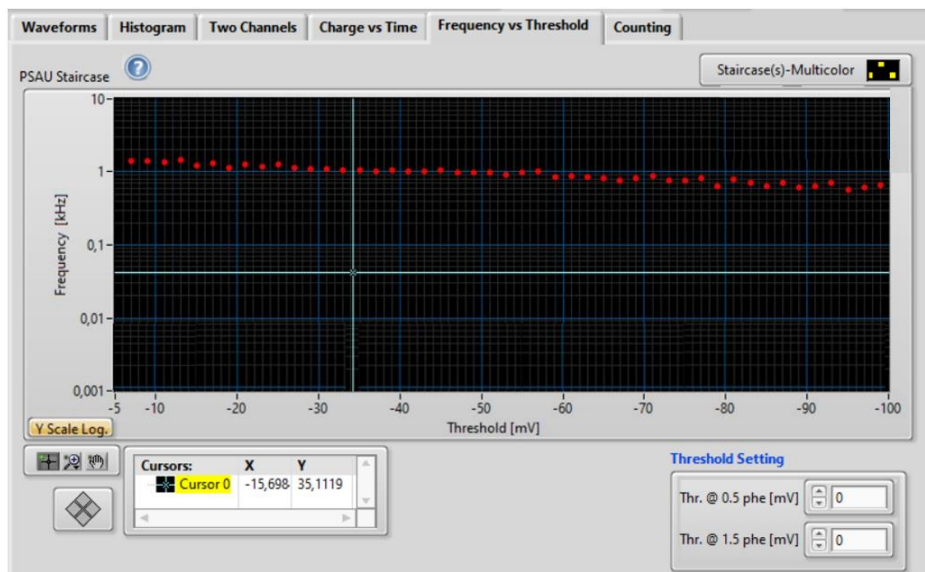 Waveforms Histogram Two Channels Charge vs Time Frequency vs Threshold Counting
PSAU Staircase ? Staircase(s)-Multicolor
10
1
0,1
0,01
0,001
Frequency [kHz]
-5 -10 -20 -30 -40 -50 -60 -70 -80 -90 -100
Threshold [mV]
Y Scale Log.
Cursors: X Y
Cursor 0 -15,698 35,1119
Threshold Setting
Thr. @ 0.5 phe [mV] 0
Thr. @ 1.5 phe [mV] 0